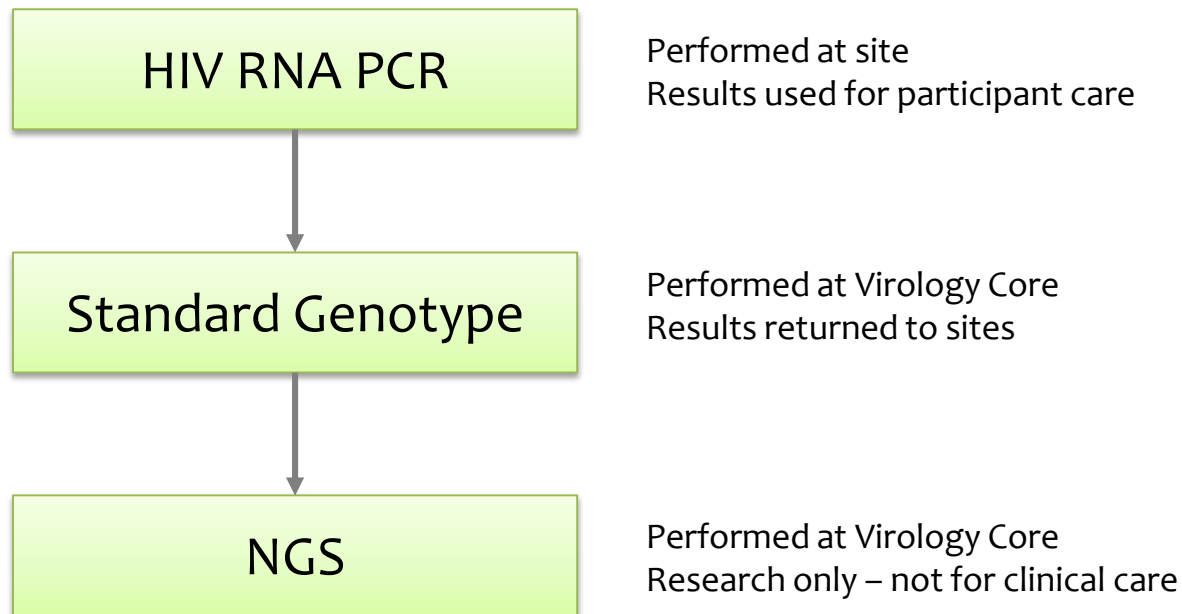 HIV RNA PCR
Performed at site
Results used for participant care
Standard Genotype
Performed at Virology Core
Results returned to sites
NGS
Performed at Virology Core
Research only – not for clinical care